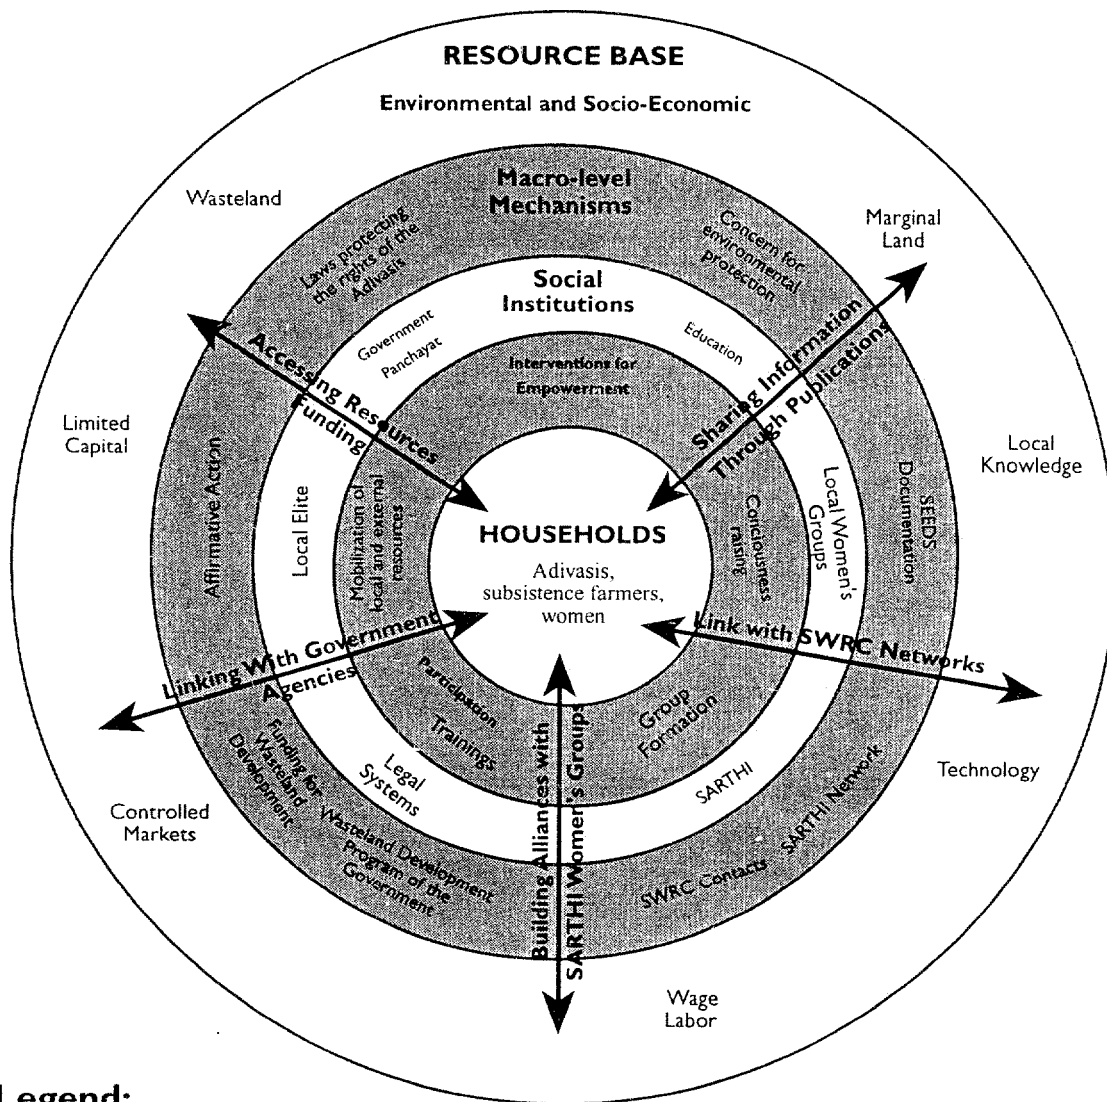 RESOURCE BASE
Environmental and Socio-Economic
Wasteland
Marginal
Land
Limited
Capital
Local
Knowledge
Controlled
Markets
Technology
Wage
Labor
Macro-level
Mechanisms
Laws protecting
the rights of the
Adivasis
Concern for
environmental
protection
Affirmative Action
SEEDS
Documentation
Funding for
Wasteland
Development
Wasteland Development
Program of the
Government
SWRC Contacts
SARTHI Network
Social
Institutions
Government
Panchayat
Education
Local Elite
Local Women's
Groups
Legal
Systems
SARTHI
Interventions for
Empowerment
Mobilization of
local and external
resources
Conciousness
raising
Participation
Trainings
Group
Formation
HOUSEHOLDS
Adivasis,
subsistence farmers,
women
Accessing Resources
Funding
Sharing Information
Through Publications
Linking With Government
Agencies
Link with SWRC Networks
Building Alliances with
SARTHI Women's Groups
Legend: